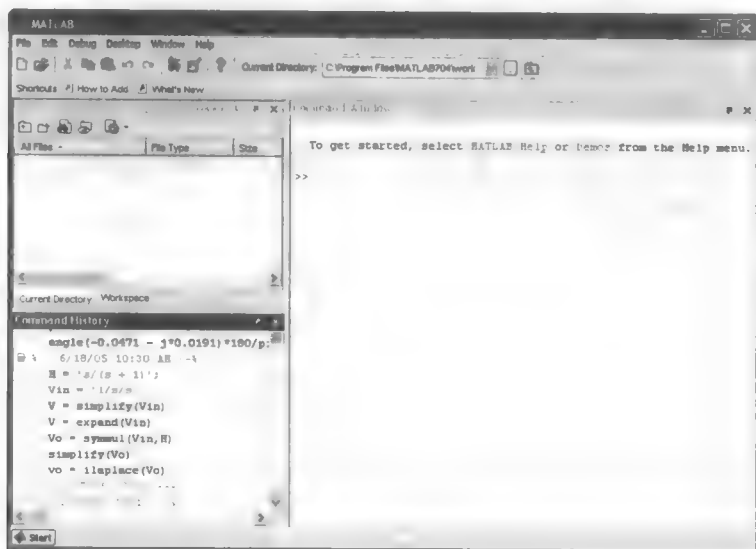 MATLAB
File Edit Debug Desktop Window Help
Current Directory: C:\Program Files\MATLAB704\work
Shortcuts How to Add What's New
All Files File Type Size
Current Directory Workspace
Command History
angle(-0.0471 - j*0.0191)*180/p
6/18/05 10:30 AM --%
H = 's/(s + 1)';
Vin = '1/s/s
V = simplify(Vin)
V = expand(Vin)
Vo = symmul(Vin,H)
simplify(Vo)
vo = ilaplace(Vo)
Start
Command Window
To get started, select MATLAB Help or Demos from the Help menu.
>>